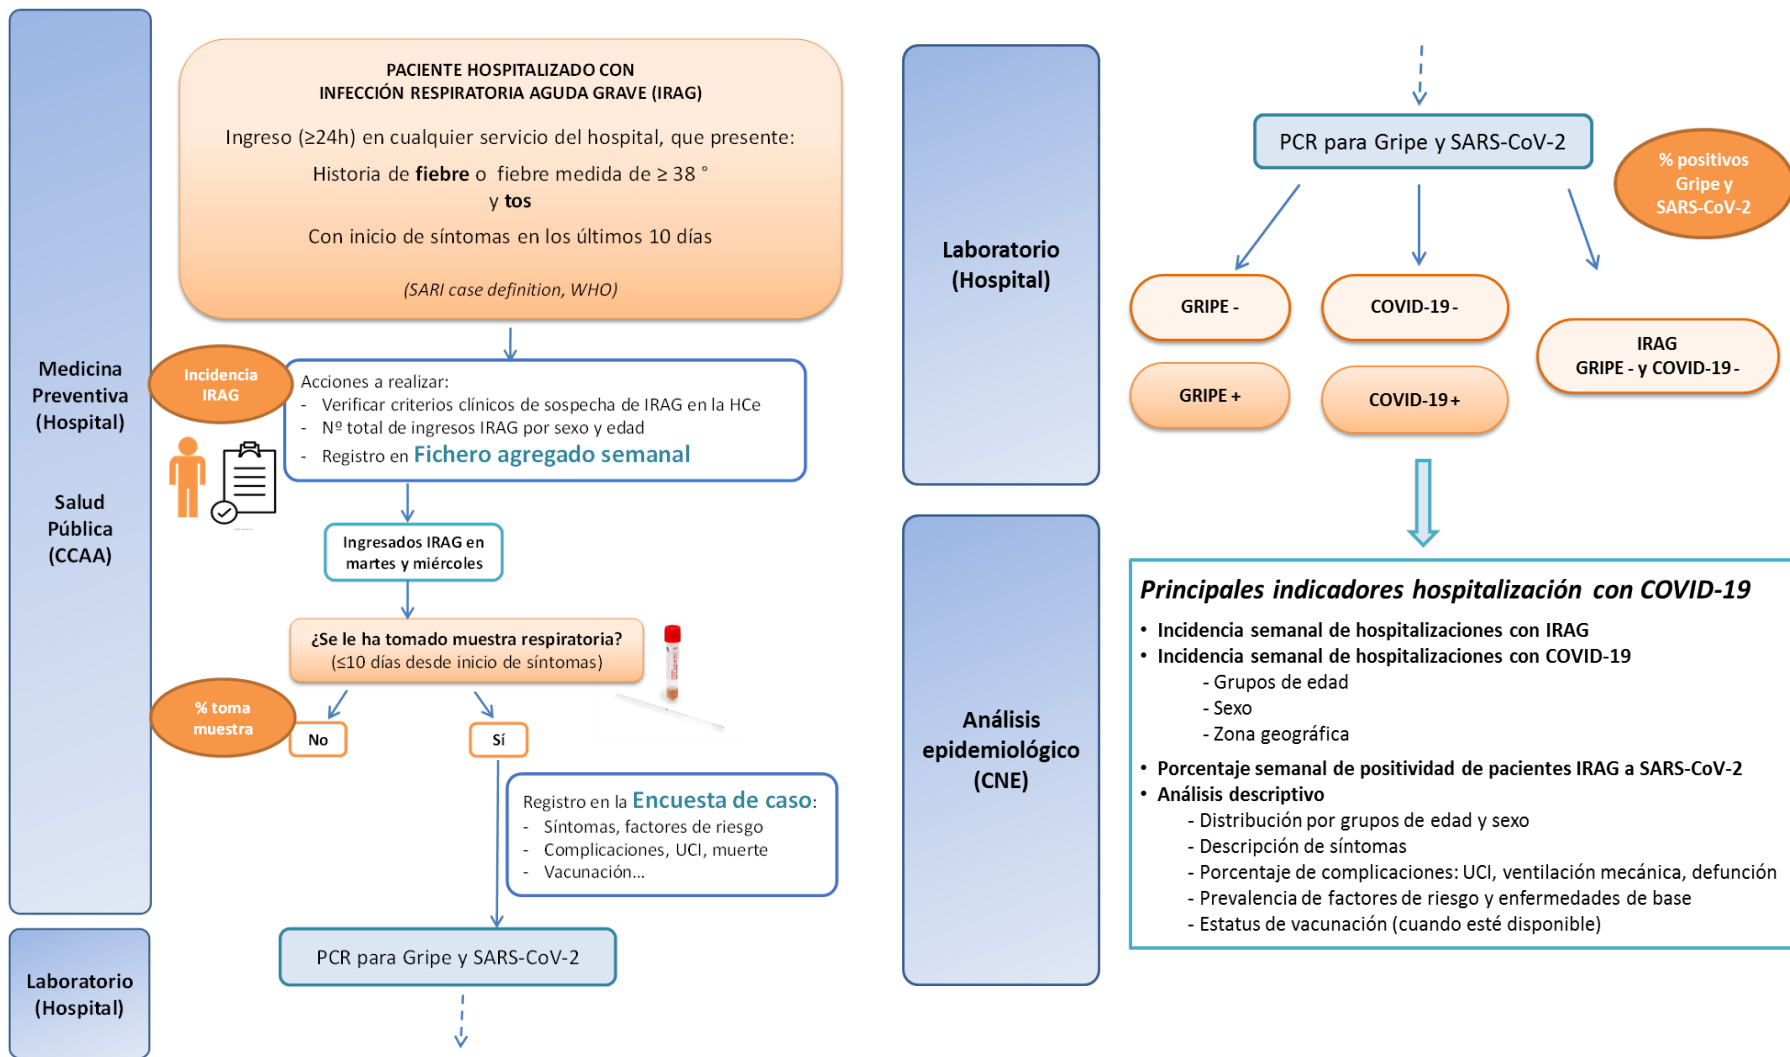 Medicina
Preventiva
(Hospital)
Salud
Pública
(CCAA)
PACIENTE HOSPITALIZADO CON
INFECCIÓN RESPIRATORIA AGUDA GRAVE (IRAG)
Ingreso (≥24h) en cualquier servicio del hospital, que presente:
Historia de fiebre o fiebre medida de ≥ 38 °
y tos
Con inicio de síntomas en los últimos 10 días
(SARI case definition, WHO)
Incidencia
IRAG
Acciones a realizar:
- Verificar criterios clínicos de sospecha de IRAG en la HCe
- Nº total de ingresos IRAG por sexo y edad
- Registro en Fichero agregado semanal
Ingresados IRAG en
martes y miércoles
¿Se le ha tomado muestra respiratoria?
(≤10 días desde inicio de síntomas)
% toma
muestra
No
Sí
Registro en la Encuesta de caso:
- Síntomas, factores de riesgo
- Complicaciones, UCI, muerte
- Vacunación...
Laboratorio
(Hospital)
PCR para Gripe y SARS-CoV-2
Laboratorio
(Hospital)
PCR para Gripe y SARS-CoV-2
% positivos
Gripe y
SARS-CoV-2
GRIPE -
COVID-19 -
IRAG
GRIPE - y COVID-19 -
GRIPE +
COVID-19 +
Análisis
epidemiológico
(CNE)
Principales indicadores hospitalización con COVID-19
• Incidencia semanal de hospitalizaciones con IRAG
• Incidencia semanal de hospitalizaciones con COVID-19
- Grupos de edad
- Sexo
- Zona geográfica
• Porcentaje semanal de positividad de pacientes IRAG a SARS-CoV-2
• Análisis descriptivo
- Distribución por grupos de edad y sexo
- Descripción de síntomas
- Porcentaje de complicaciones: UCI, ventilación mecánica, defunción
- Prevalencia de factores de riesgo y enfermedades de base
- Estatus de vacunación (cuando esté disponible)